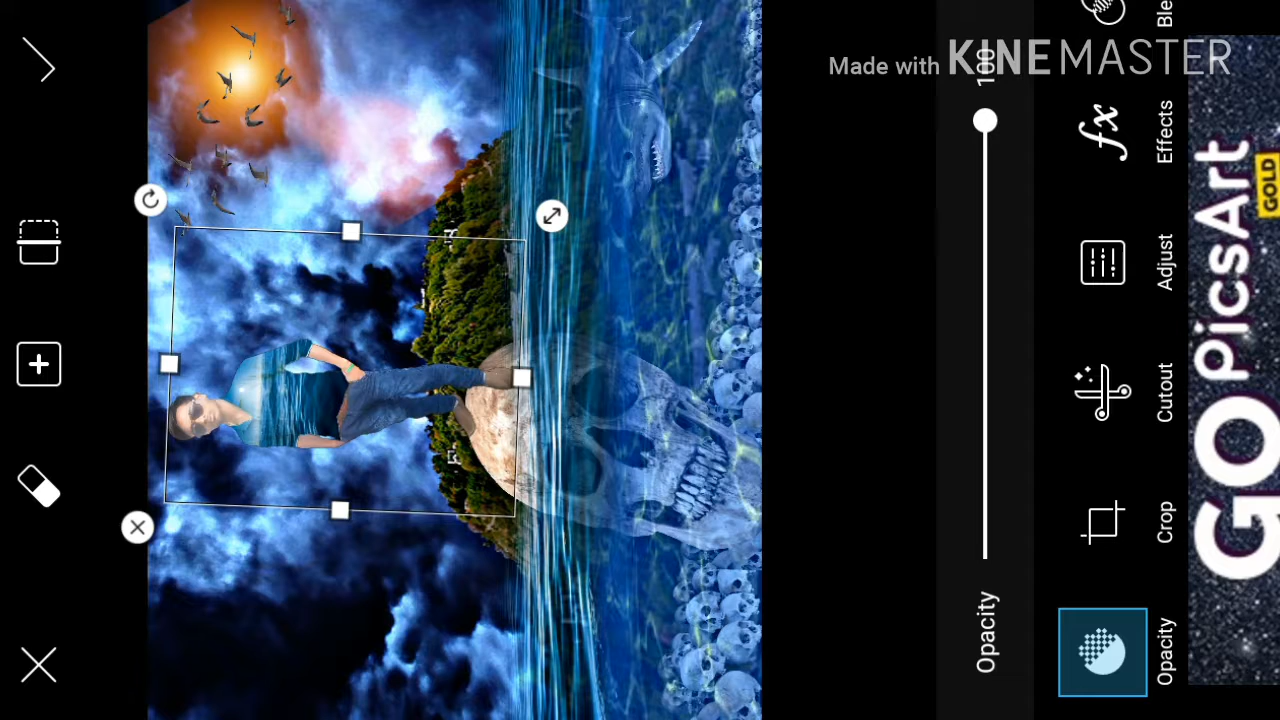 Made with KINEMASTER
100
Opacity
Opacity
Crop
Cutout
Adjust
Effects
Ble
GO PicsArt
GOLD